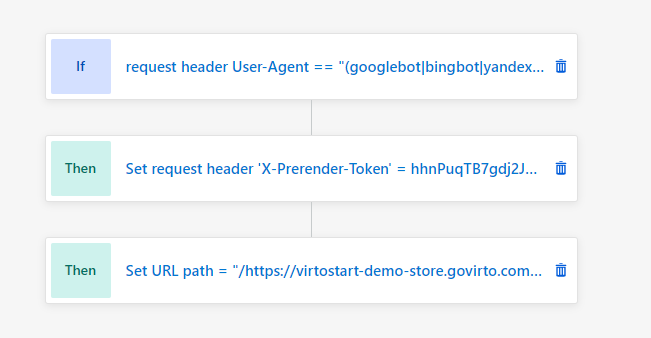 If
request header User-Agent == "(googlebot|bingbot|yandex...
Then
Set request header 'X-Prerender-Token' = hhnPuqTB7gdj2J...
Then
Set URL path = "/https://virtostart-demo-store.govirto.com...